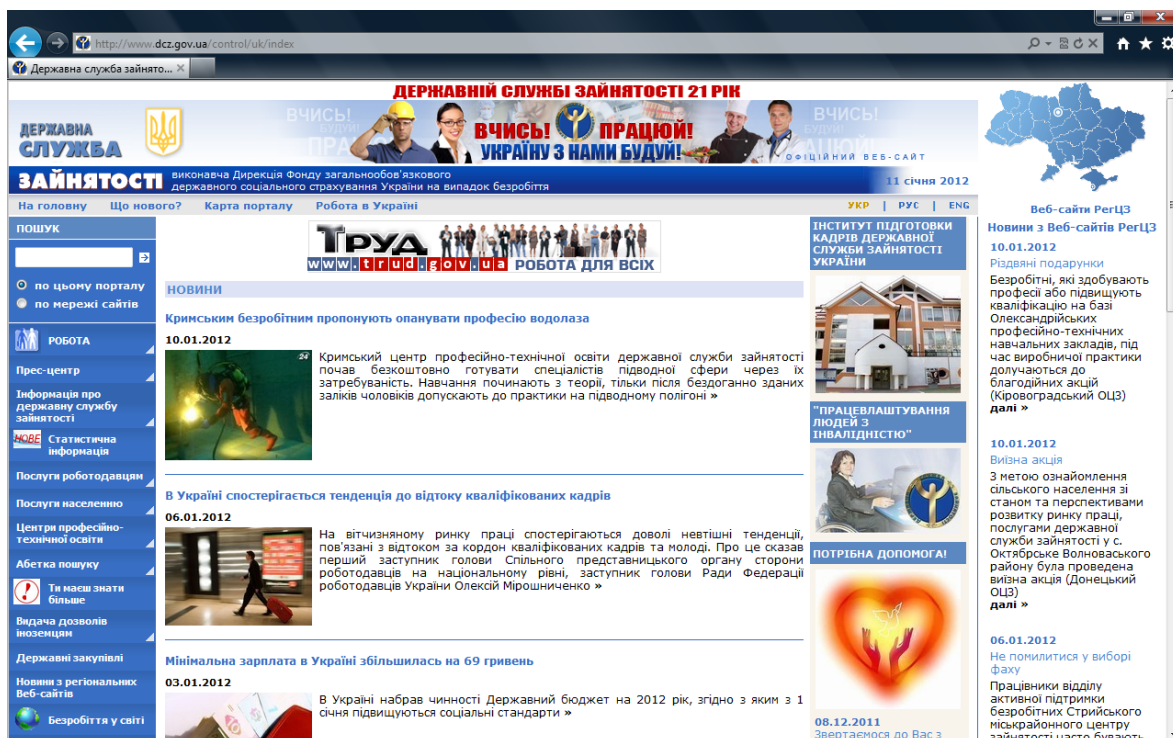 http://www.dcz.gov.ua/control/uk/index
Державна служба зайнято...
ДЕРЖАВНІЙ СЛУЖБІ ЗАЙНЯТОСТІ 21 РІК
ДЕРЖАВНА
СЛУЖБА
ЗАЙНЯТОСТІ
ВЧИСЬ!
БУДУЙ!
ВЧИСЬ! ПРАЦЮЙ!
УКРАЇНУ З НАМИ БУДУЙ!
ВЧИСЬ!
ОФІЦІЙНИЙ ВЕБ-САЙТ
виконавча Дирекція Фонду загальнообов'язкового
державного соціального страхування України на випадок безробіття
11 січня 2012
На головну Що нового? Карта порталу Робота в Україні
УКР | РУС | ENG
ПОШУК
по цьому порталу
по мережі сайтів
РОБОТА
Прес-центр
Інформація про
державну службу
зайнятості
НОВЕ Статистична
інформація
Послуги роботодавцям
Послуги населенню
Центри професійно-
технічної освіти
Абетка пошуку
Ти маєш знати
більше
Видача дозволів
іноземцям
Державні закупівлі
Новини з регіональних
Веб-сайтів
Безробіття у світі
ТРУД
www.trud.gov.ua РОБОТА ДЛЯ ВСІХ
НОВИНИ
Кримським безробітним пропонують опанувати професію водолаза
10.01.2012
24
Кримський центр професійно-технічної освіти державної служби зайнятості
почав безкоштовно готувати спеціалістів підводної сфери через їх
затребуваність. Навчання починають з теорії, тільки після бездоганно зданих
заліків чоловіків допускають до практики на підводному полігоні »
В Україні спостерігається тенденція до відтоку кваліфікованих кадрів
06.01.2012
На вітчизняному ринку праці спостерігаються доволі невтішні тенденції,
пов'язані з відтоком за кордон кваліфікованих кадрів та молоді. Про це сказав
перший заступник голови Спільного представницького органу сторони
роботодавців на національному рівні, заступник голови Ради Федерації
роботодавців України Олексій Мірошниченко »
Мінімальна зарплата в Україні збільшилась на 69 гривень
03.01.2012
В Україні набрав чинності Державний бюджет на 2012 рік, згідно з яким з 1
січня підвищуються соціальні стандарти »
ІНСТИТУТ ПІДГОТОВКИ
КАДРІВ ДЕРЖАВНОЇ
СЛУЖБИ ЗАЙНЯТОСТІ
УКРАЇНИ
"ПРАЦЕВЛАШТУВАННЯ
ЛЮДЕЙ З
ІНВАЛІДНІСТЮ"
ПОТРІБНА ДОПОМОГА!
08.12.2011
Звертаємося до Вас з
Веб-сайти РегЦЗ
Новини з Веб-сайтів РегЦЗ
10.01.2012
Різдвяні подарунки
Безробітні, які здобувають
професії або підвищують
кваліфікацію на базі
Олександрійських
професійно-технічних
навчальних закладів, під
час виробничої практики
долучаються до
благодійних акцій
(Кіровоградський ОЦЗ)
далі »
10.01.2012
Виїзна акція
З метою ознайомлення
сільського населення зі
станом та перспективами
розвитку ринку праці,
послугами державної
служби зайнятості у с.
Октябрське Волноваського
району була проведена
виїзна акція (Донецький
ОЦЗ)
далі »
06.01.2012
Не помилитися у виборі
фаху
Працівники відділу
активної підтримки
безробітних Стрийського
міськрайонного центру
зайнятості часто бувають